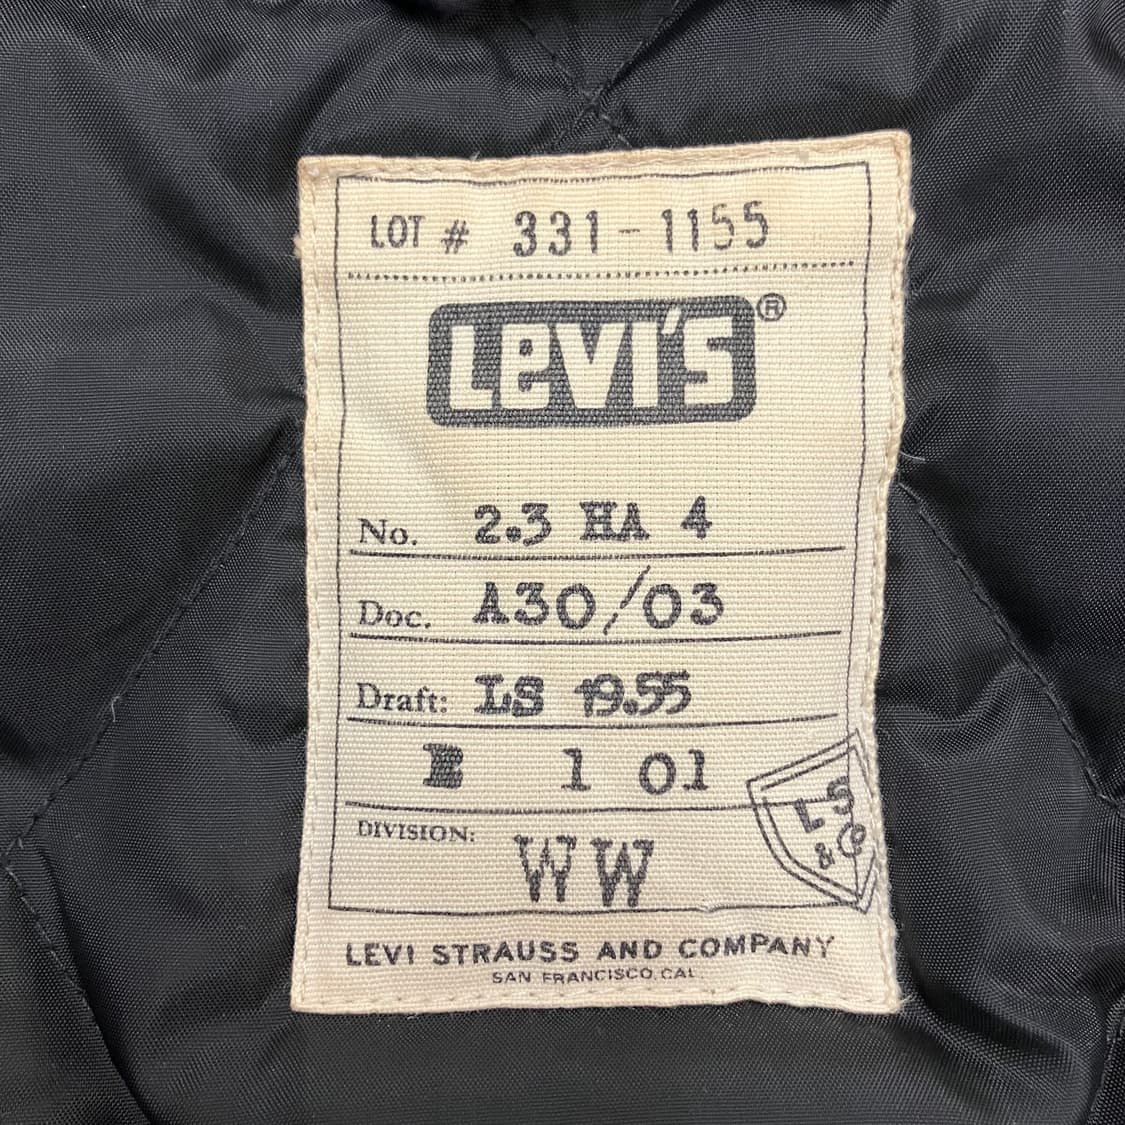 LOT # 331-1155
LEVI'S®
No. 2.3 HA 4
Doc. A30/03
Draft: LS 19.55
E 1 01
DIVISION: WW
LS
& Co
LEVI STRAUSS AND COMPANY
SAN FRANCISCO, CAL.